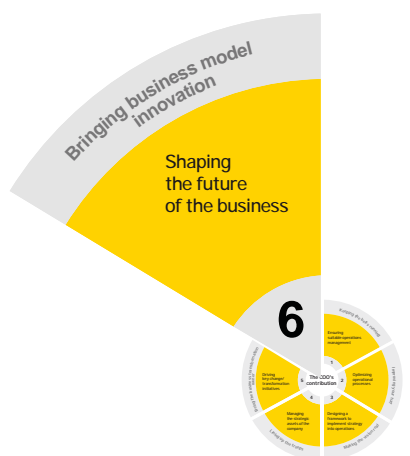 Bringing business model
innovation
Shaping
the future
of the business
6
Ensuring
suitable operations
management
1
Optimizing
operational
processes
2
Designing a
framework to
implement strategy
into operations
3
Managing
the strategic
assets of the
company
4
Driving
key change/
transformation
initiatives
5
The COO's
contribution